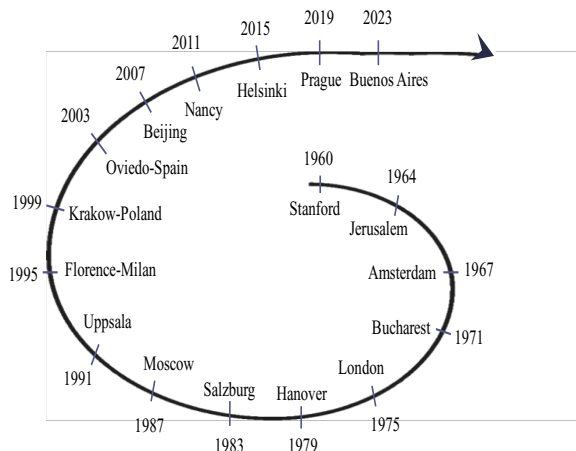 1960
Stanford
1964
Jerusalem
1967
Amsterdam
1971
Bucharest
1975
London
1979
Hanover
1983
Salzburg
1987
Moscow
1991
Uppsala
1995
Florence-Milan
1999
Krakow-Poland
2003
Oviedo-Spain
2007
Beijing
2011
Nancy
2015
Helsinki
2019
Prague
2023
Buenos Aires